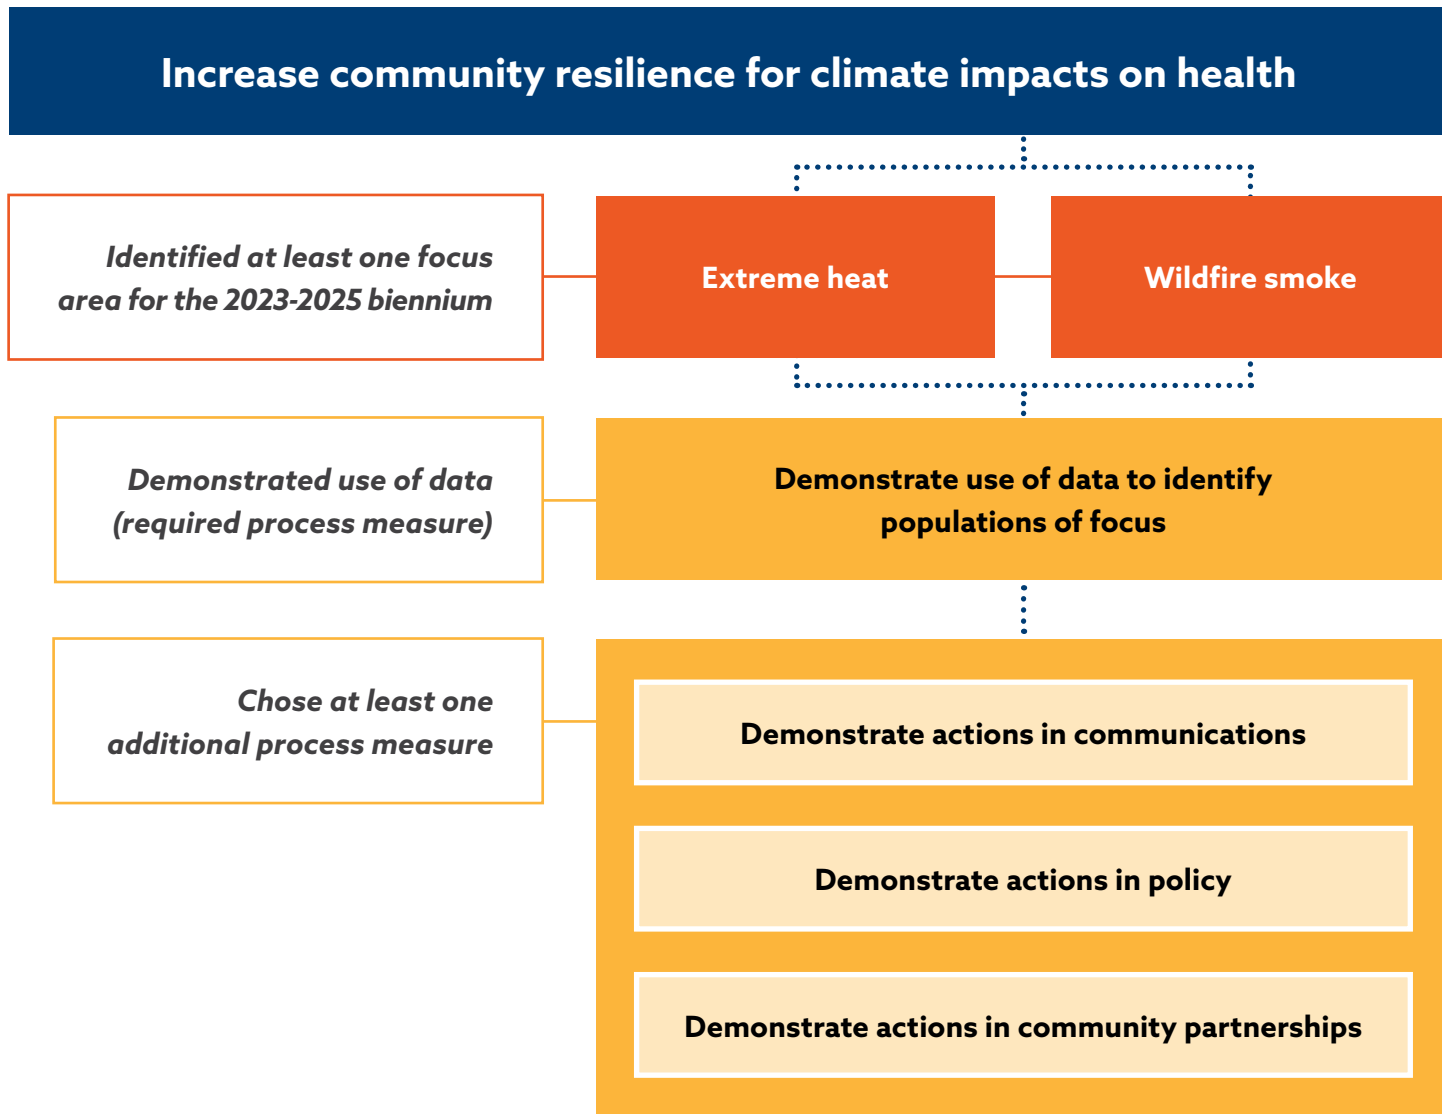 Increase community resilience for climate impacts on health
Identified at least one focus
area for the 2023-2025 biennium
Extreme heat
Wildfire smoke
Demonstrated use of data
(required process measure)
Demonstrate use of data to identify
populations of focus
Chose at least one
additional process measure
Demonstrate actions in communications
Demonstrate actions in policy
Demonstrate actions in community partnerships